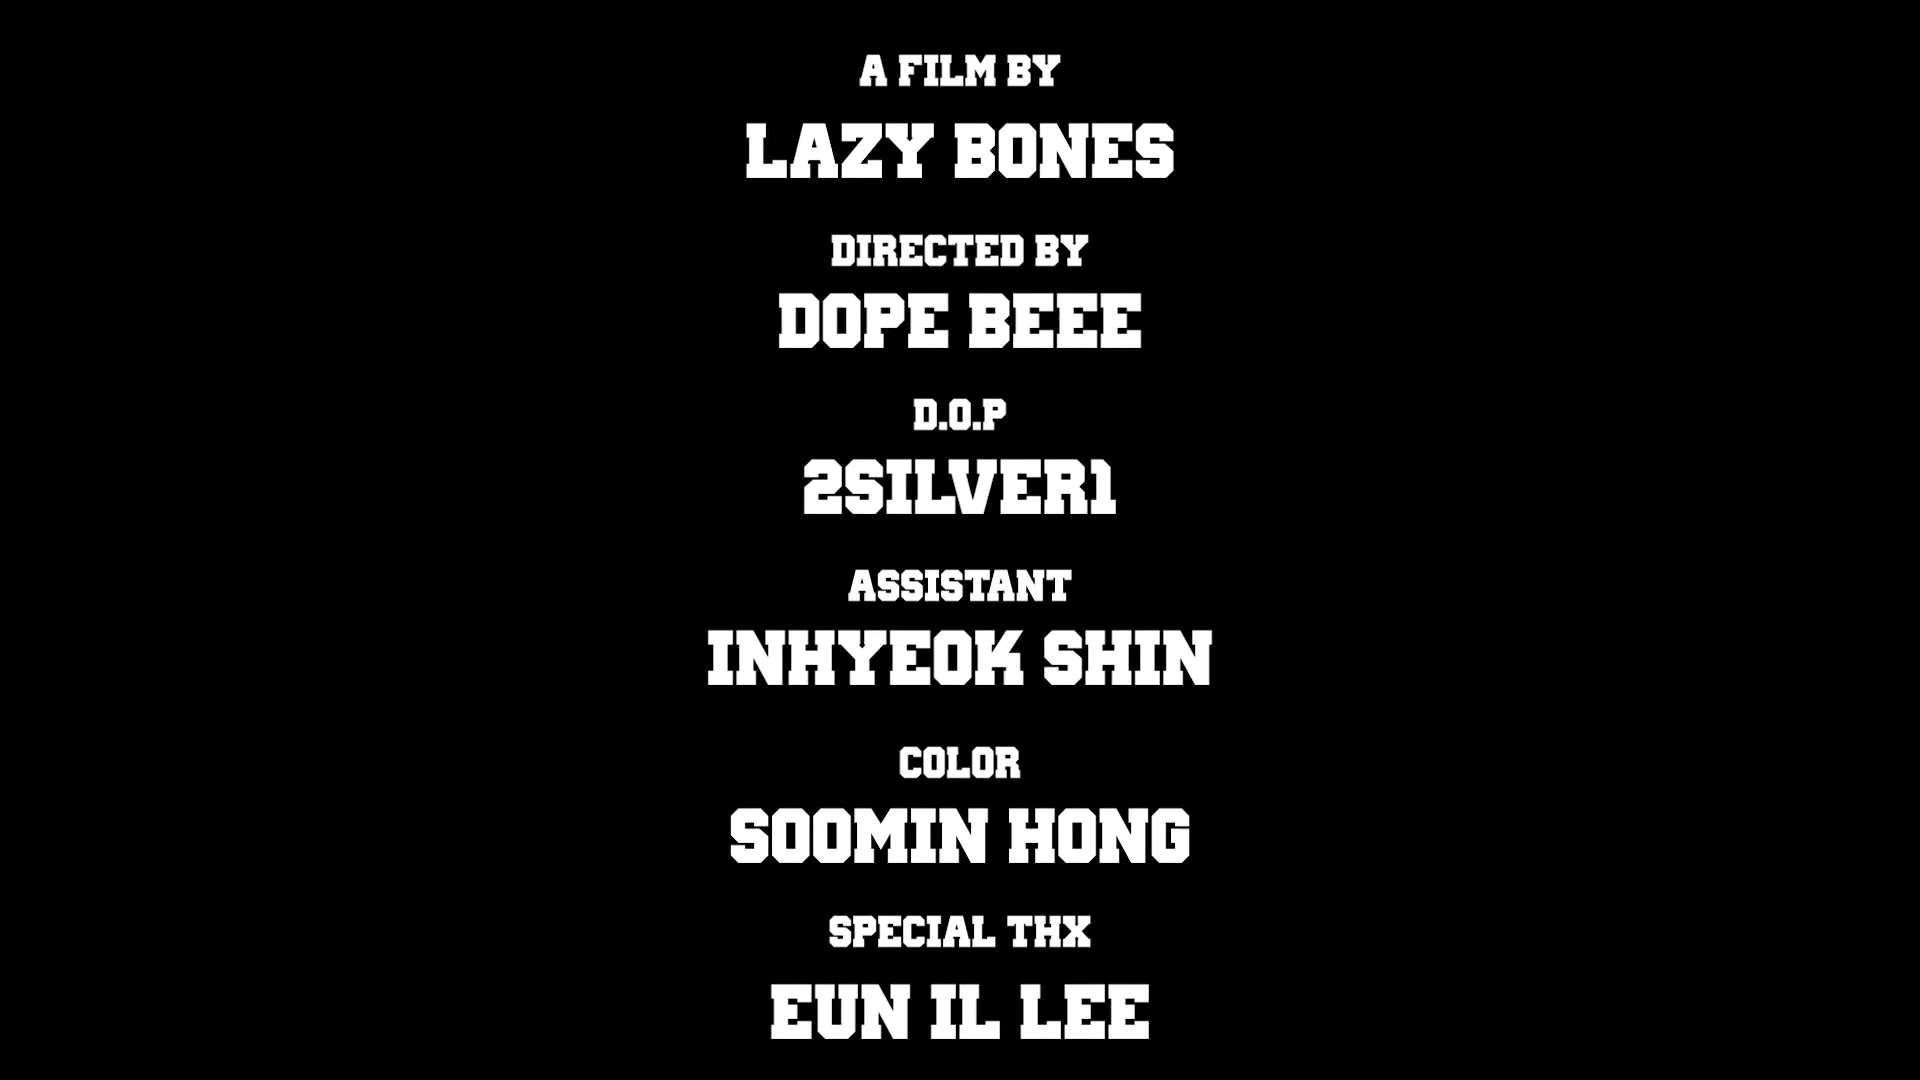 A FILM BY
LAZY BONES
DIRECTED BY
DOPE BEEE
D.O.P
2SILVER1
ASSISTANT
INHYEOK SHIN
COLOR
SOOMIN HONG
SPECIAL THX
EUN IL LEE